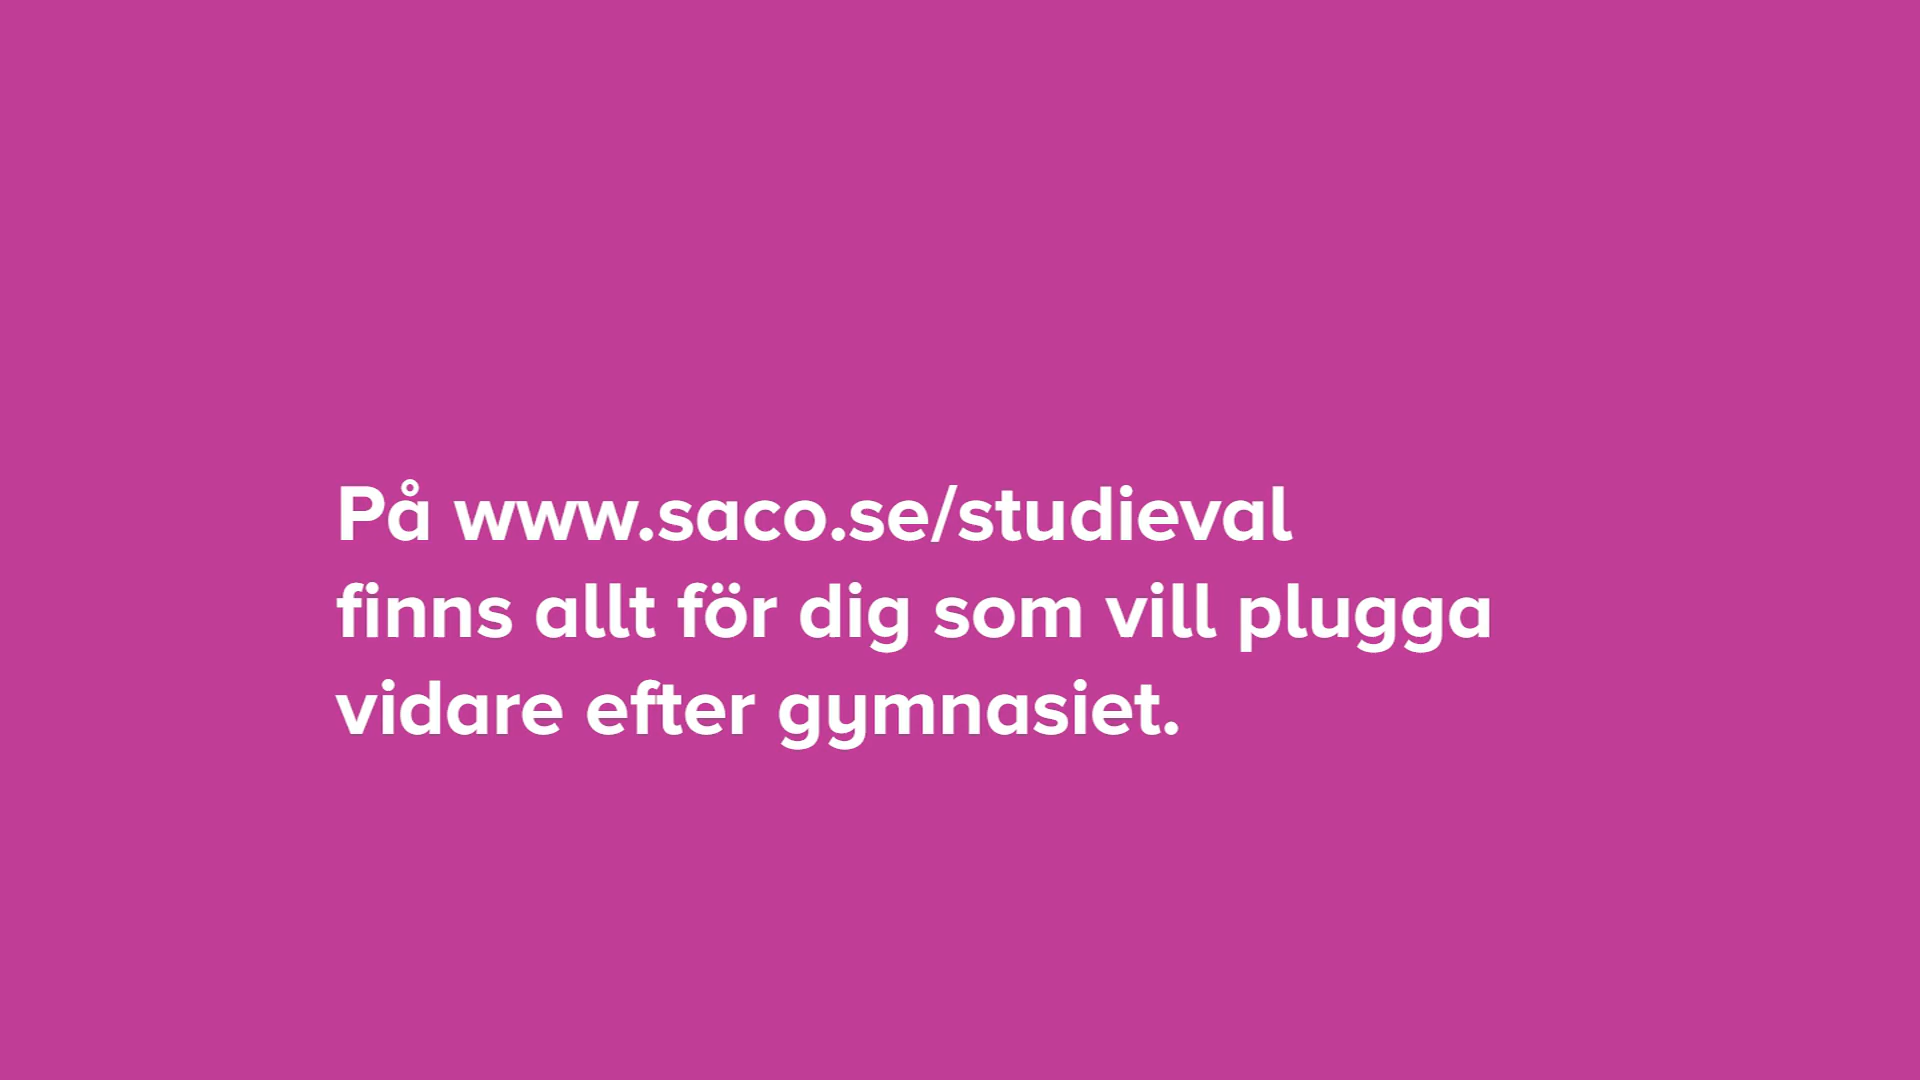 På www.saco.se/studieval
finns allt för dig som vill plugga
vidare efter gymnasiet.